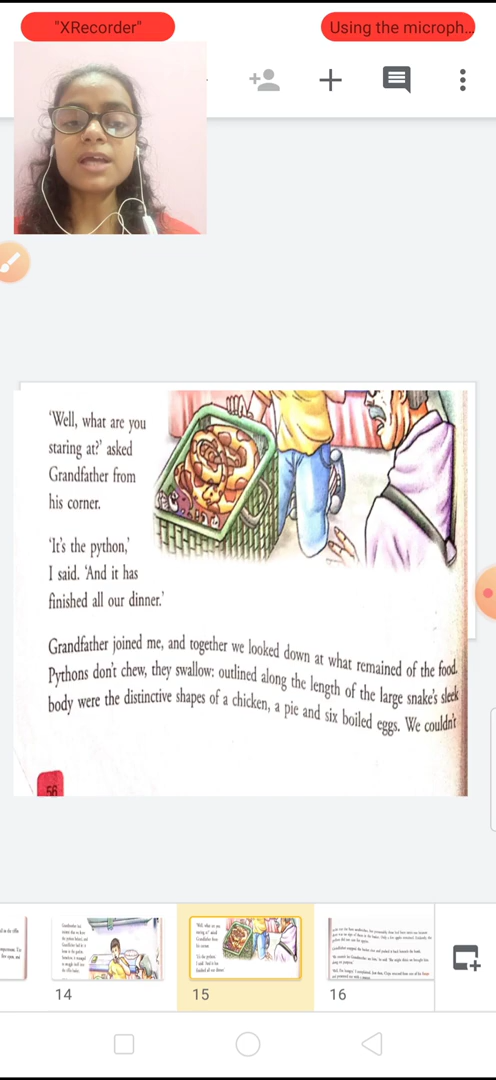 "XRecorder"
Using the microph...
'Well, what are you
staring at?' asked
Grandfather from
his corner.
'It's the python,'
I said. 'And it has
finished all our dinner.'
Grandfather joined me, and together we looked down at what remained of the food.
Pythons don't chew, they swallow; outlined along the length of the large snake's sleek
body were the distinctive shapes of a chicken, a pie and six boiled eggs. We couldn't
56
14
15
16